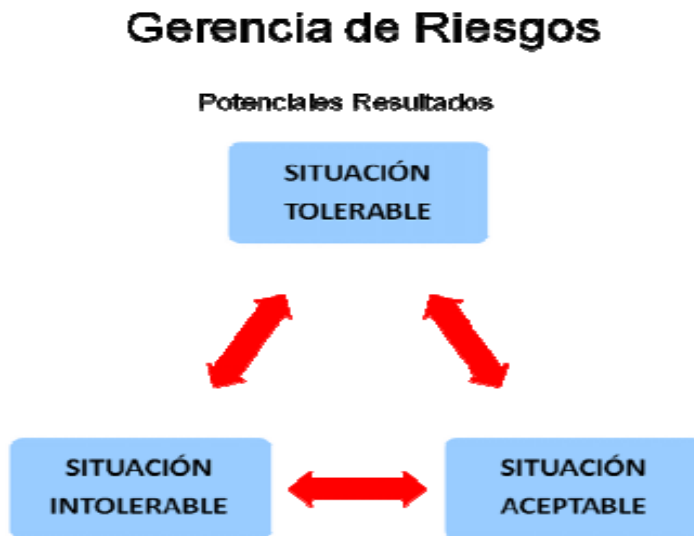 Gerencia de Riesgos
Potenciales Resultados
SITUACIÓN
TOLERABLE
SITUACIÓN
INTOLERABLE
SITUACIÓN
ACEPTABLE